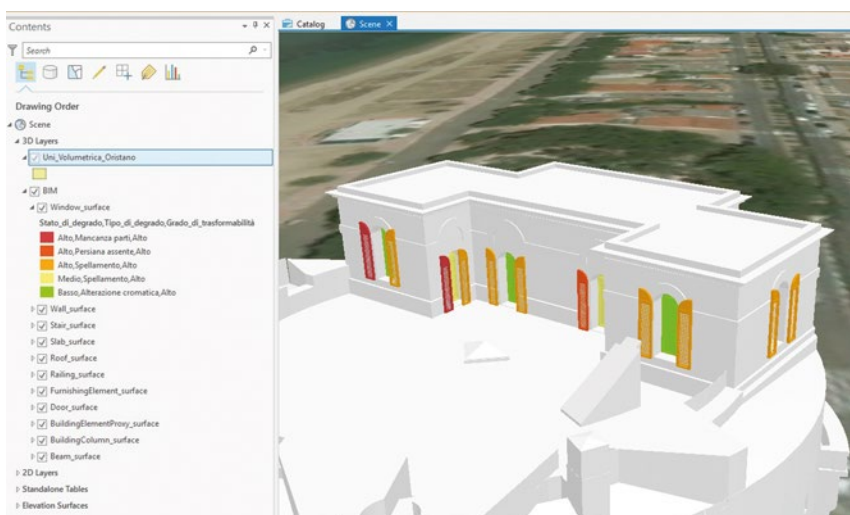 Contents
Search
Drawing Order
Scene
3D Layers
Uni_Volumetrica_Oristano
BIM
Window_surface
Stato_di_degrado,Tipo_di_degrado,Grado_di_trasformabilità
Alto,Mancanza parti,Alto
Alto,Persiana assente,Alto
Alto,Spellamento,Alto
Medio,Spellamento,Alto
Basso,Alterazione cromatica,Alto
Wall_surface
Stair_surface
Slab_surface
Roof_surface
Railing_surface
FurnishingElement_surface
Door_surface
BuildingElementProxy_surface
BuildingColumn_surface
Beam_surface
2D Layers
Standalone Tables
Elevation Surfaces
Catalog
Scene